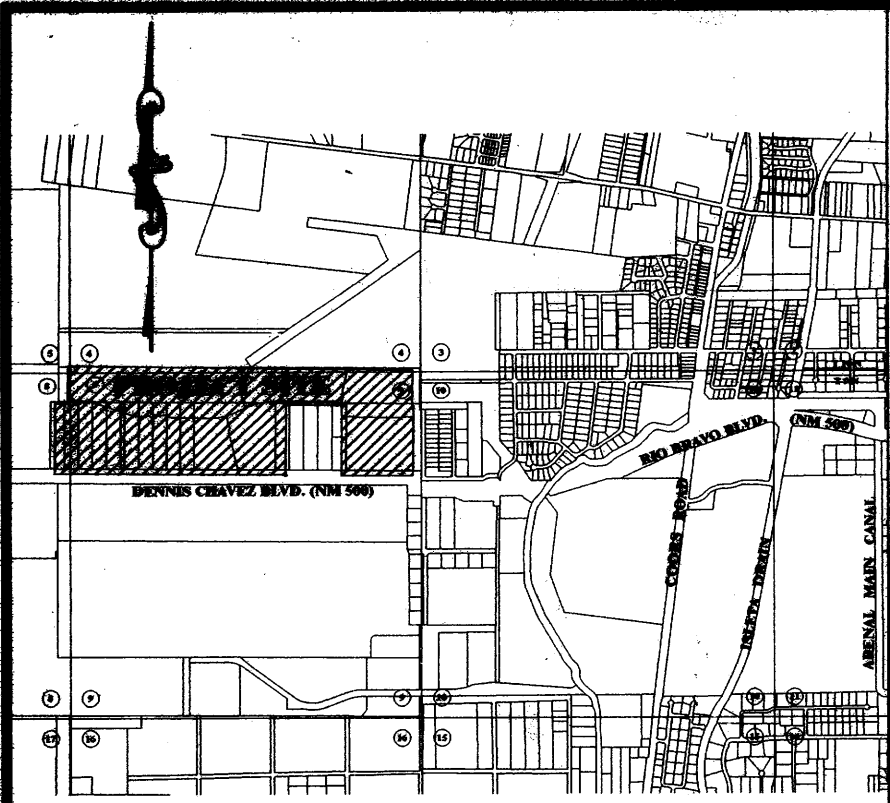 5 4 4 3
PROJECT SITE
10
RIO BRAVO BLVD. (NM 500)
DENNIS CHAVEZ BLVD. (NM 500)
COORS ROAD
ISLETA DRAIN
ARENAL MAIN CANAL
8 9 9 10
17 16 16 15